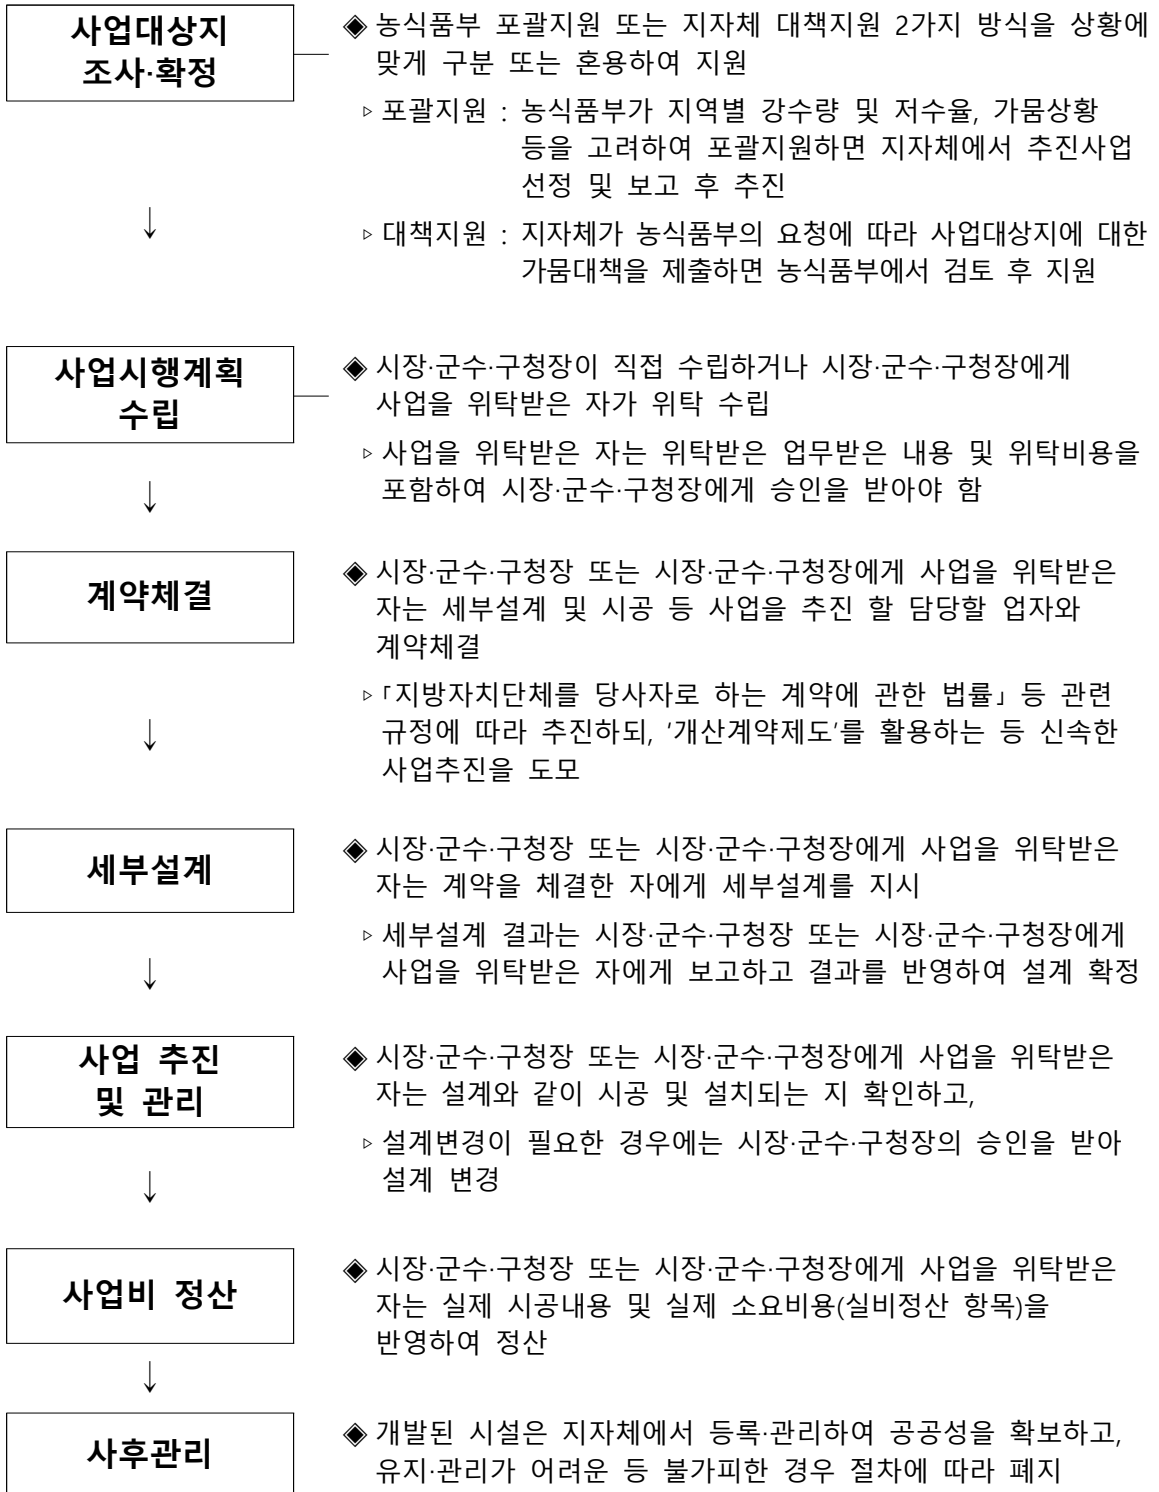 사업대상지
조사·확정
◈ 농식품부 포괄지원 또는 지자체 대책지원 2가지 방식을 상황에
맞게 구분 또는 혼용하여 지원
▹ 포괄지원 : 농식품부가 지역별 강수량 및 저수율, 가뭄상황
등을 고려하여 포괄지원하면 지자체에서 추진사업
선정 및 보고 후 추진
↓
▹ 대책지원 : 지자체가 농식품부의 요청에 따라 사업대상지에 대한
가뭄대책을 제출하면 농식품부에서 검토 후 지원
사업시행계획
수립
◈ 시장·군수·구청장이 직접 수립하거나 시장·군수·구청장에게
사업을 위탁받은 자가 위탁 수립
▹ 사업을 위탁받은 자는 위탁받은 업무받은 내용 및 위탁비용을
포함하여 시장·군수·구청장에게 승인을 받아야 함
↓
계약체결
◈ 시장·군수·구청장 또는 시장·군수·구청장에게 사업을 위탁받은
자는 세부설계 및 시공 등 사업을 추진 할 담당할 업자와
계약체결
▹「지방자치단체를 당사자로 하는 계약에 관한 법률」 등 관련
규정에 따라 추진하되, '개산계약제도'를 활용하는 등 신속한
사업추진을 도모
↓
세부설계
◈ 시장·군수·구청장 또는 시장·군수·구청장에게 사업을 위탁받은
자는 계약을 체결한 자에게 세부설계를 지시
▹ 세부설계 결과는 시장·군수·구청장 또는 시장·군수·구청장에게
사업을 위탁받은 자에게 보고하고 결과를 반영하여 설계 확정
↓
사업 추진
및 관리
◈ 시장·군수·구청장 또는 시장·군수·구청장에게 사업을 위탁받은
자는 설계와 같이 시공 및 설치되는 지 확인하고,
▹ 설계변경이 필요한 경우에는 시장·군수·구청장의 승인을 받아
설계 변경
↓
사업비 정산
◈ 시장·군수·구청장 또는 시장·군수·구청장에게 사업을 위탁받은
자는 실제 시공내용 및 실제 소요비용(실비정산 항목)을
반영하여 정산
↓
사후관리
◈ 개발된 시설은 지자체에서 등록·관리하여 공공성을 확보하고,
유지·관리가 어려운 등 불가피한 경우 절차에 따라 폐지